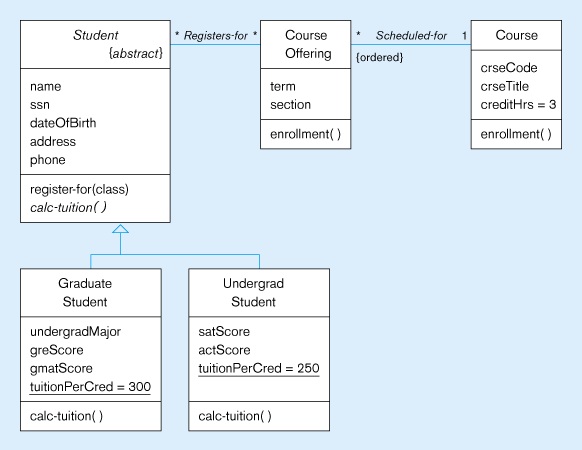 Student
{abstract}
name
ssn
dateOfBirth
address
phone
register-for(class)
calc-tuition( )
* Registers-for *
Course
Offering
term
section
enrollment( )
* Scheduled-for 1
{ordered}
Course
crseCode
crseTitle
creditHrs = 3
enrollment( )
Graduate
Student
undergradMajor
greScore
gmatScore
tuitionPerCred = 300
calc-tuition( )
Undergrad
Student
satScore
actScore
tuitionPerCred = 250
calc-tuition( )